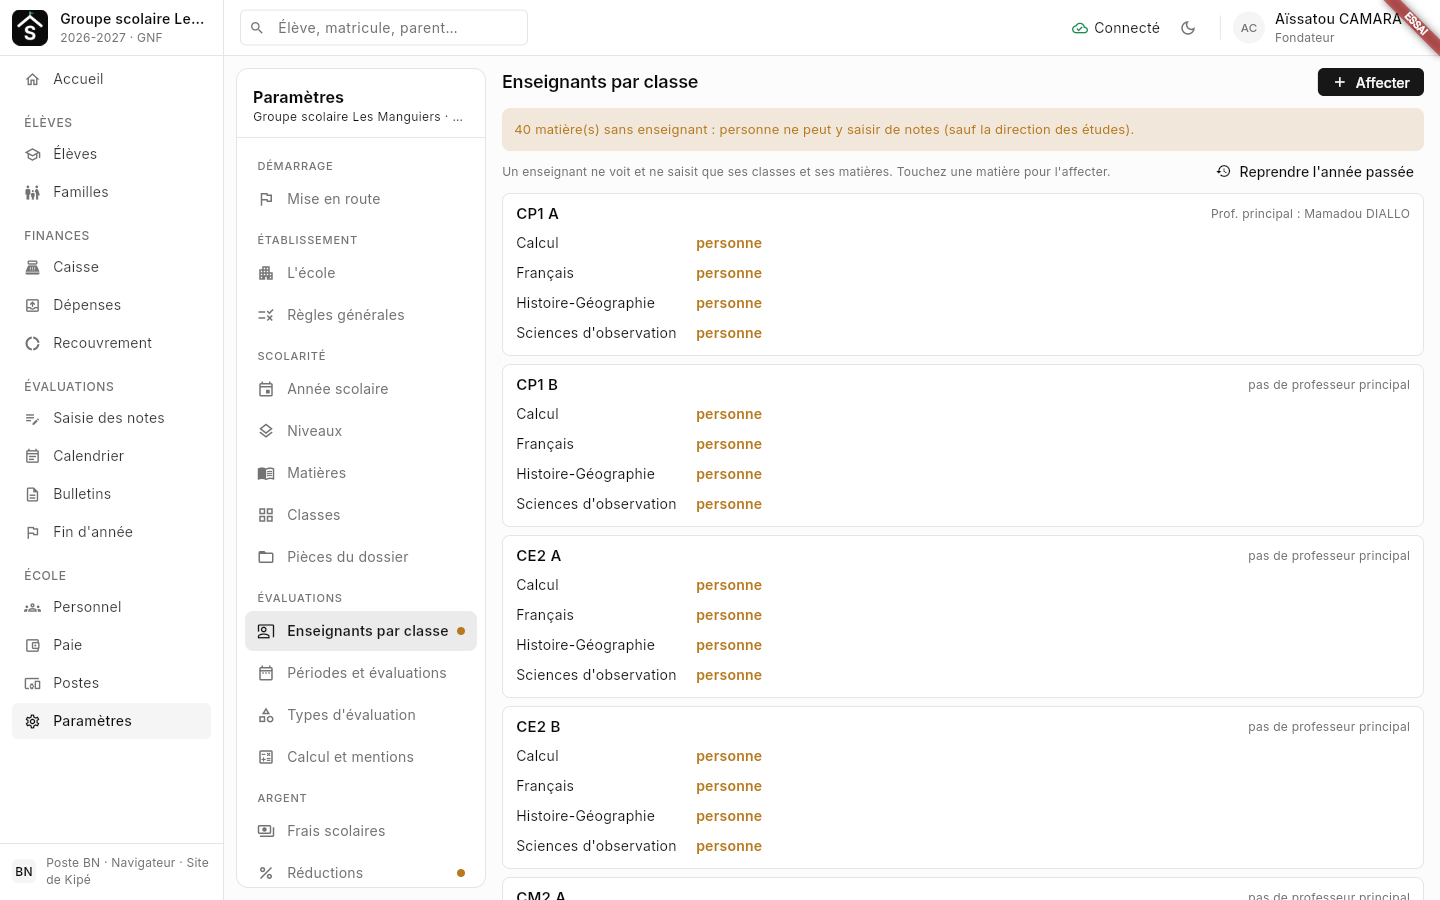 Groupe scolaire Le...
2026-2027 · GNF
Accueil
ÉLÈVES
Élèves
Familles
FINANCES
Caisse
Dépenses
Recouvrement
ÉVALUATIONS
Saisie des notes
Calendrier
Bulletins
Fin d'année
ÉCOLE
Personnel
Paie
Postes
Paramètres
BN
Poste BN · Navigateur · Site
de Kipé
Élève, matricule, parent...
Connecté
AC
Aïssatou CAMARA
Fondateur
ESSAI
Paramètres
Groupe scolaire Les Manguiers · ...
DÉMARRAGE
Mise en route
ÉTABLISSEMENT
L'école
Règles générales
SCOLARITÉ
Année scolaire
Niveaux
Matières
Classes
Pièces du dossier
ÉVALUATIONS
Enseignants par classe
Périodes et évaluations
Types d'évaluation
Calcul et mentions
ARGENT
Frais scolaires
Réductions
Enseignants par classe
+ Affecter
40 matière(s) sans enseignant : personne ne peut y saisir de notes (sauf la direction des études).
Un enseignant ne voit et ne saisit que ses classes et ses matières. Touchez une matière pour l'affecter.
Reprendre l'année passée
CP1 A
Prof. principal : Mamadou DIALLO
Calcul personne
Français personne
Histoire-Géographie personne
Sciences d'observation personne
CP1 B
pas de professeur principal
Calcul personne
Français personne
Histoire-Géographie personne
Sciences d'observation personne
CE2 A
pas de professeur principal
Calcul personne
Français personne
Histoire-Géographie personne
Sciences d'observation personne
CE2 B
pas de professeur principal
Calcul personne
Français personne
Histoire-Géographie personne
Sciences d'observation personne
CM2 A
pas de professeur principal